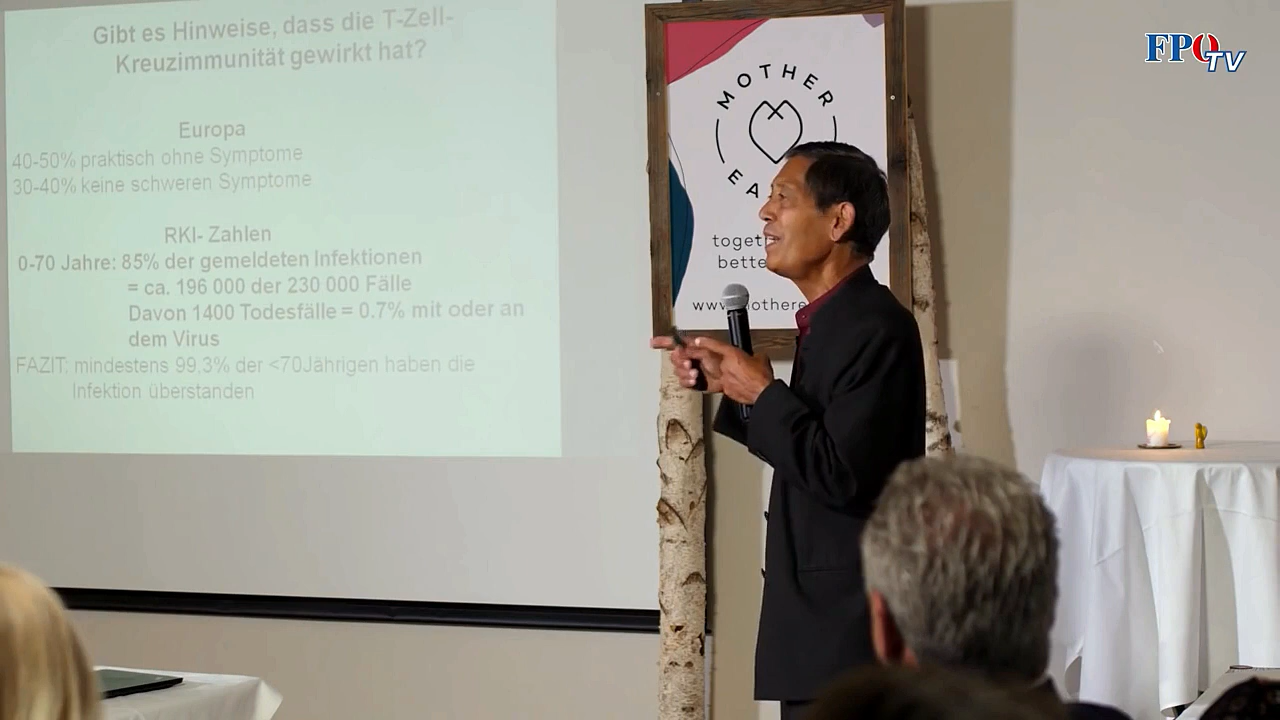 Gibt es Hinweise, dass die T-Zell-
Kreuzimmunität gewirkt hat?
Europa
40-50% praktisch ohne Symptome
30-40% keine schweren Symptome
RKI- Zahlen
0-70 Jahre: 85% der gemeldeten Infektionen
= ca. 196 000 der 230 000 Fälle
Davon 1400 Todesfälle = 0.7% mit oder an
dem Virus
FAZIT: mindestens 99,3% der <70Jährigen haben die
Infektion überstanden
MOTHER
FPÖ TV